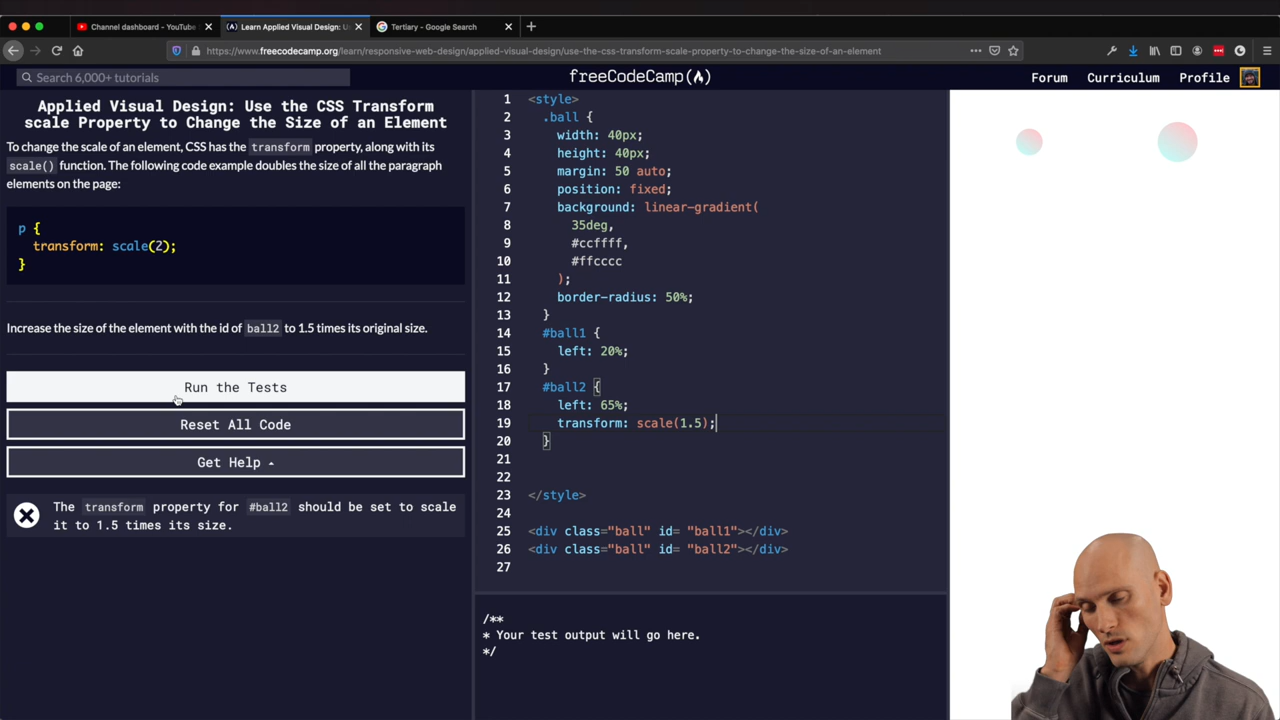 Channel dashboard - YouTube S
Learn Applied Visual Design: Us
Tertiary - Google Search
https://www.freecodecamp.org/learn/responsive-web-design/applied-visual-design/use-the-css-transform-scale-property-to-change-the-size-of-an-element
Search 6,000+ tutorials
freeCodeCamp
Forum
Curriculum
Profile
Applied Visual Design: Use the CSS Transform
scale Property to Change the Size of an Element
To change the scale of an element, CSS has the transform property, along with its
scale() function. The following code example doubles the size of all the paragraph
elements on the page:
p {
transform: scale(2);
}
Increase the size of the element with the id of ball2 to 1.5 times its original size.
Run the Tests
Reset All Code
Get Help
The transform property for #ball2 should be set to scale
it to 1.5 times its size.
1 <style>
2 .ball {
3 width: 40px;
4 height: 40px;
5 margin: 50 auto;
6 position: fixed;
7 background: linear-gradient(
8 35deg,
9 #ccffff,
10 #ffcccc
11 );
12 border-radius: 50%;
13 }
14 #ball1 {
15 left: 20%;
16 }
17 #ball2 {
18 left: 65%;
19 transform: scale(1.5);
20 }
21
22
23 </style>
24
25 <div class="ball" id= "ball1"></div>
26 <div class="ball" id= "ball2"></div>
27
/**
* Your test output will go here.
*/